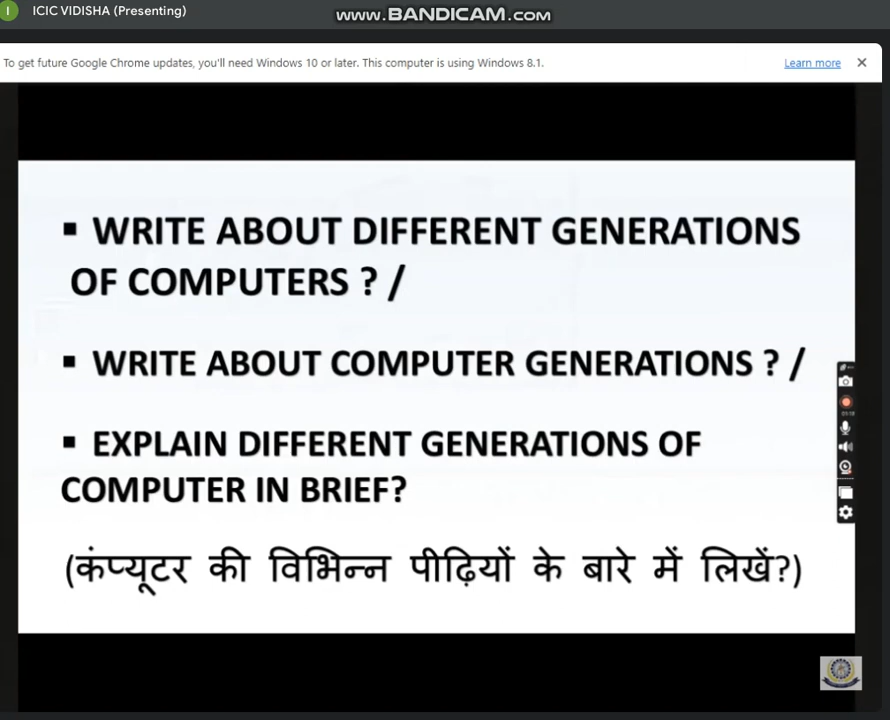 I
ICIC VIDISHA (Presenting)
www.BANDICAM.com
To get future Google Chrome updates, you'll need Windows 10 or later. This computer is using Windows 8.1.
Learn more
▪ WRITE ABOUT DIFFERENT GENERATIONS
OF COMPUTERS ? /
▪ WRITE ABOUT COMPUTER GENERATIONS ? /
▪ EXPLAIN DIFFERENT GENERATIONS OF
COMPUTER IN BRIEF?
(कंप्यूटर की विभिन्न पीढ़ियों के बारे में लिखें?)